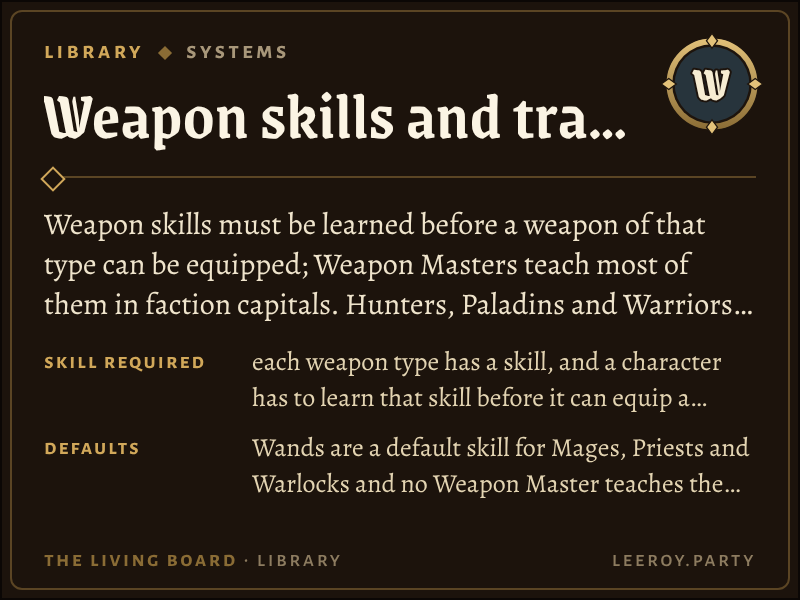 LIBRARY ◆ SYSTEMS
W
Weapon skills and tra...
Weapon skills must be learned before a weapon of that
type can be equipped; Weapon Masters teach most of
them in faction capitals. Hunters, Paladins and Warriors...
SKILL REQUIRED each weapon type has a skill, and a character
has to learn that skill before it can equip a...
DEFAULTS Wands are a default skill for Mages, Priests and
Warlocks and no Weapon Master teaches the...
THE LIVING BOARD · LIBRARY LEEROY.PARTY